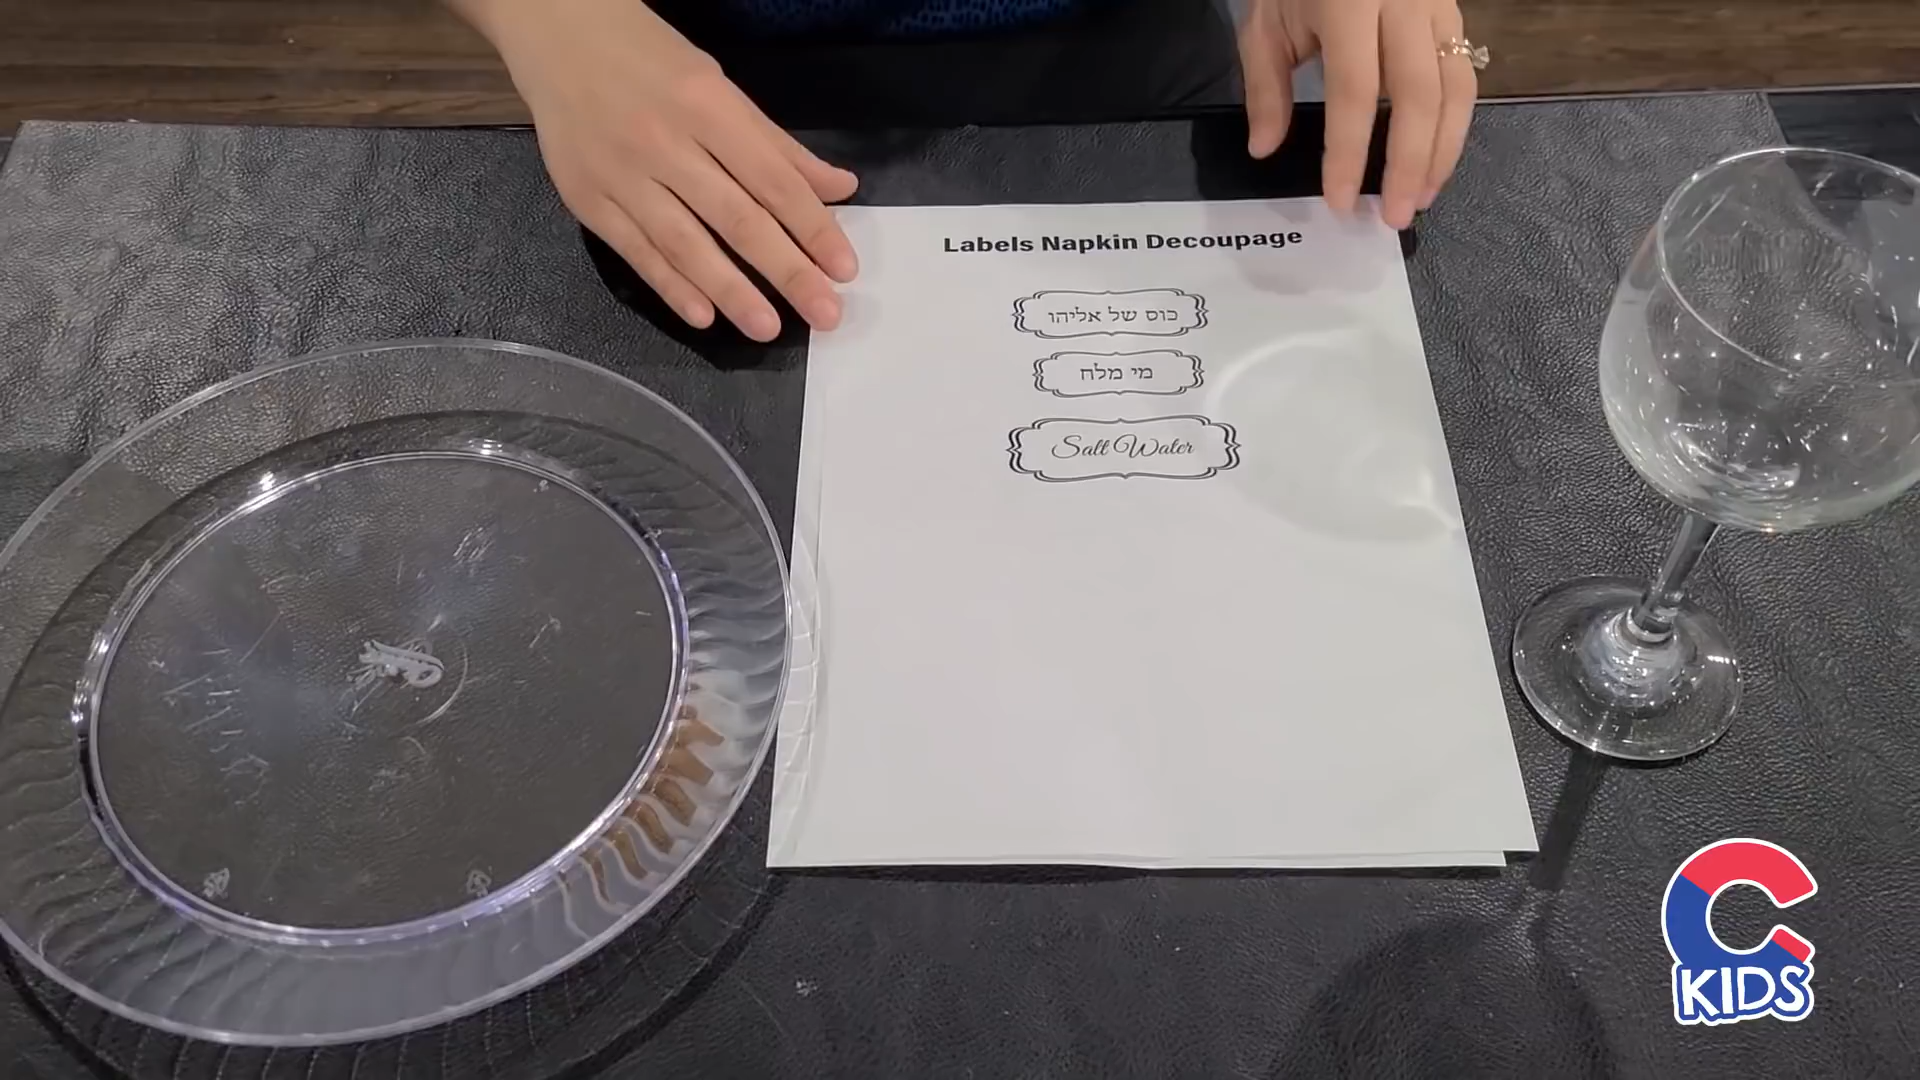 Labels Napkin Decoupage
כוס של אליהו
מי מלח
Salt Water
C
KIDS